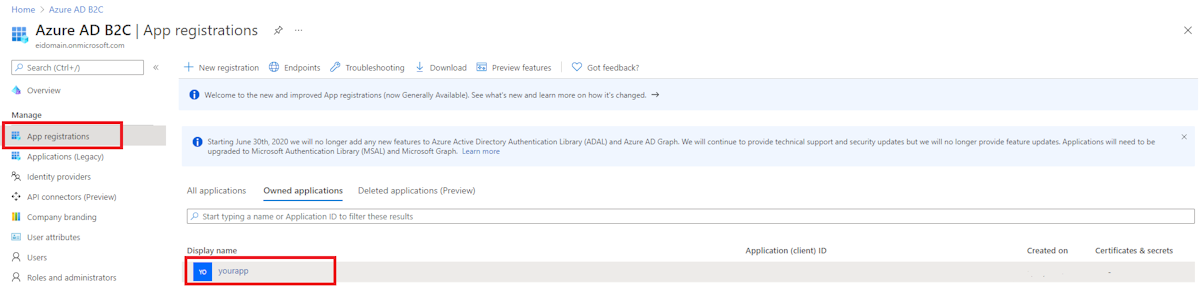 Home > Azure AD B2C >
Azure AD B2C | App registrations
eidomain.onmicrosoft.com
Search (Ctrl+/)
Overview
Manage
App registrations
Applications (Legacy)
Identity providers
API connectors (Preview)
Company branding
User attributes
Users
Roles and administrators
New registration Endpoints Troubleshooting Download Preview features Got feedback?
Welcome to the new and improved App registrations (now Generally Available). See what's new and learn more on how it's changed. →
Starting June 30th, 2020 we will no longer add any new features to Azure Active Directory Authentication Library (ADAL) and Azure AD Graph. We will continue to provide technical support and security updates but we will no longer provide feature updates. Applications will need to be
upgraded to Microsoft Authentication Library (MSAL) and Microsoft Graph. Learn more
All applications Owned applications Deleted applications (Preview)
Start typing a name or Application ID to filter these results
Display name Application (client) ID Created on Certificates & secrets
YO yourapp -